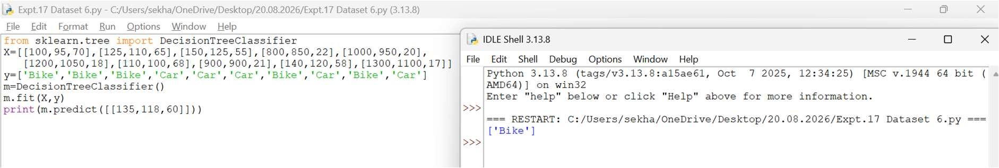 Expt.17 Dataset 6.py - C:/Users/sekha/OneDrive/Desktop/20.08.2026/Expt.17 Dataset 6.py (3.13.8)
File Edit Format Run Options Window Help
from sklearn.tree import DecisionTreeClassifier
X=[[100,95,70],[125,110,65],[150,125,55],[800,850,22],[1000,950,20],
[1200,1050,18],[110,100,68],[900,900,21],[140,120,58],[1300,1100,17]]
y=['Bike','Bike','Bike','Car','Car','Car','Bike','Car','Bike','Car']
m=DecisionTreeClassifier()
m.fit(X,y)
print(m.predict([[135,118,60]]))
IDLE Shell 3.13.8
File Edit Shell Debug Options Window Help
Python 3.13.8 (tags/v3.13.8:a15ae61, Oct  7 2025, 12:34:25) [MSC v.1944 64 bit (
AMD64)] on win32
Enter "help" below or click "Help" above for more information.
>>>
=== RESTART: C:/Users/sekha/OneDrive/Desktop/20.08.2026/Expt.17 Dataset 6.py ===
['Bike']
>>>